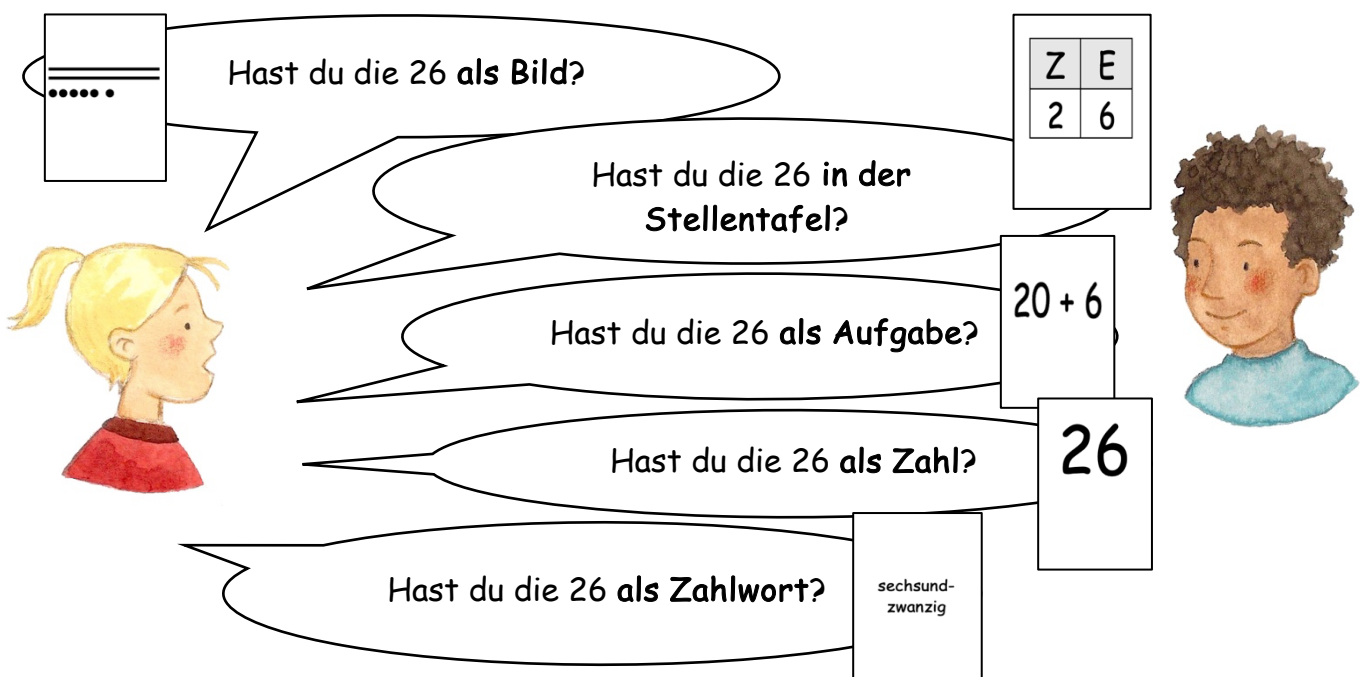 Hast du die 26 als Bild?
Z E
2 6
Hast du die 26 in der
Stellentafel?
20 + 6
Hast du die 26 als Aufgabe?
26
Hast du die 26 als Zahl?
Hast du die 26 als Zahlwort?
sechsund-
zwanzig